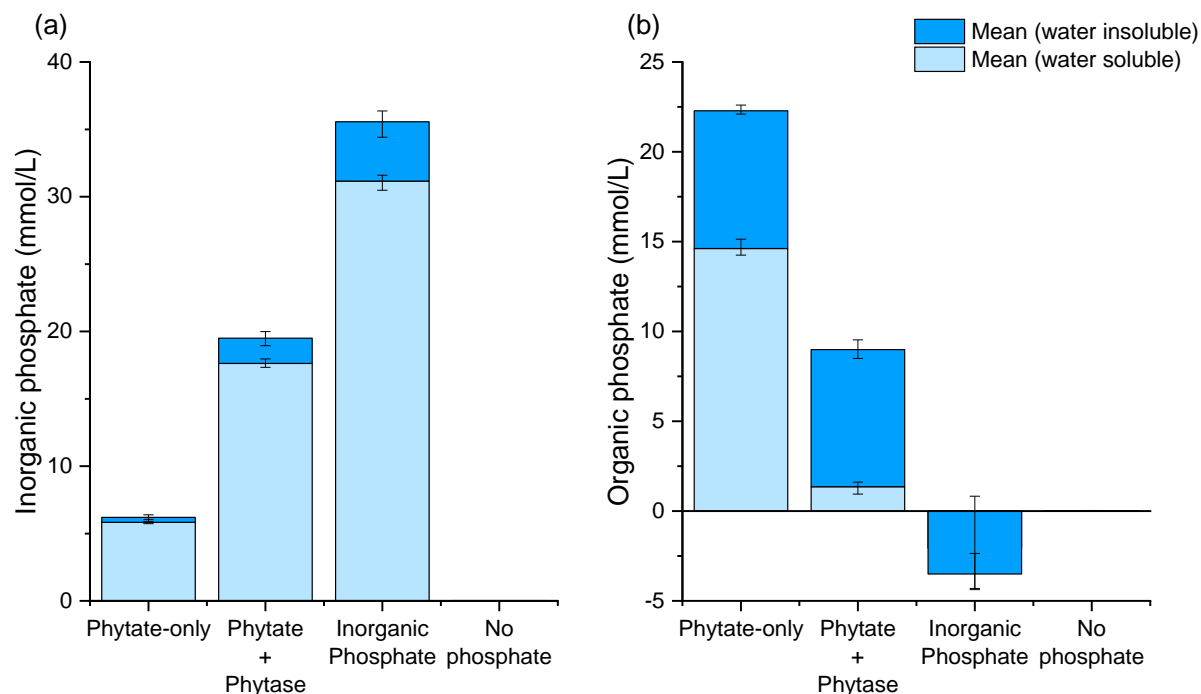 (a)
40
30
20
10
0
Inorganic phosphate (mmol/L)
Phytate-only
Phytate
+
Phytase
Inorganic
Phosphate
No
phosphate
(b)
Mean (water insoluble)
Mean (water soluble)
25
20
15
10
5
0
-5
Organic phosphate (mmol/L)
Phytate-only
Phytate
+
Phytase
Inorganic
Phosphate
No
phosphate